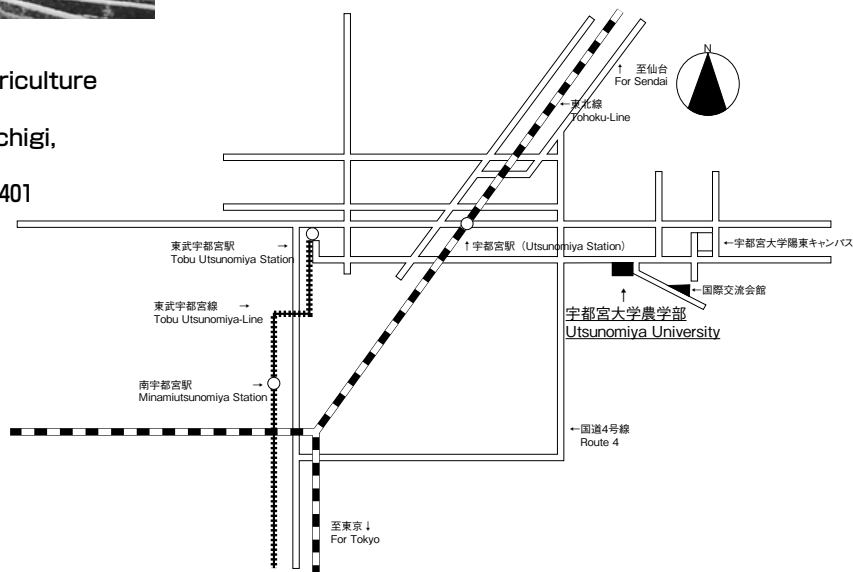 riculture
chigi,
401
N
↑ 至仙台
For Sendai
←東北線
Tohoku-Line
東武宇都宮駅 →
Tobu Utsunomiya Station
↑宇都宮駅（Utsunomiya Station）
←宇都宮大学陽東キャンパス
←国際交流会館
東武宇都宮線 →
Tobu Utsunomiya-Line
↑
宇都宮大学農学部
Utsunomiya University
南宇都宮駅 →
Minamiutsunomiya Station
←国道4号線
Route 4
至東京↓
For Tokyo